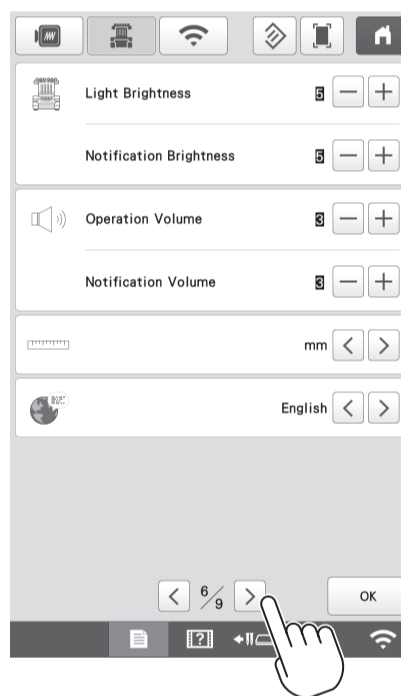 Light Brightness 5 − +
Notification Brightness 5 − +
Operation Volume 3 − +
Notification Volume 3 − +
mm < >
English < >
< 6/9 > OK
?